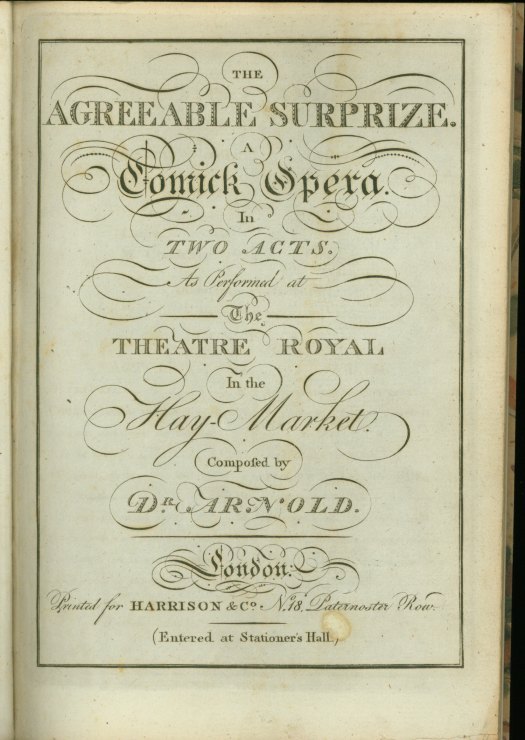 THE
AGREEABLE SURPRIZE.
A
Comick Opera.
In
TWO ACTS.
As Performed at
The
THEATRE ROYAL
In the
Hay-Market.
Compoſed by
DR. ARNOLD.
London:
Printed for HARRISON & Co. No. 18, Paternoster Row.
(Entered at Stationer's Hall.)